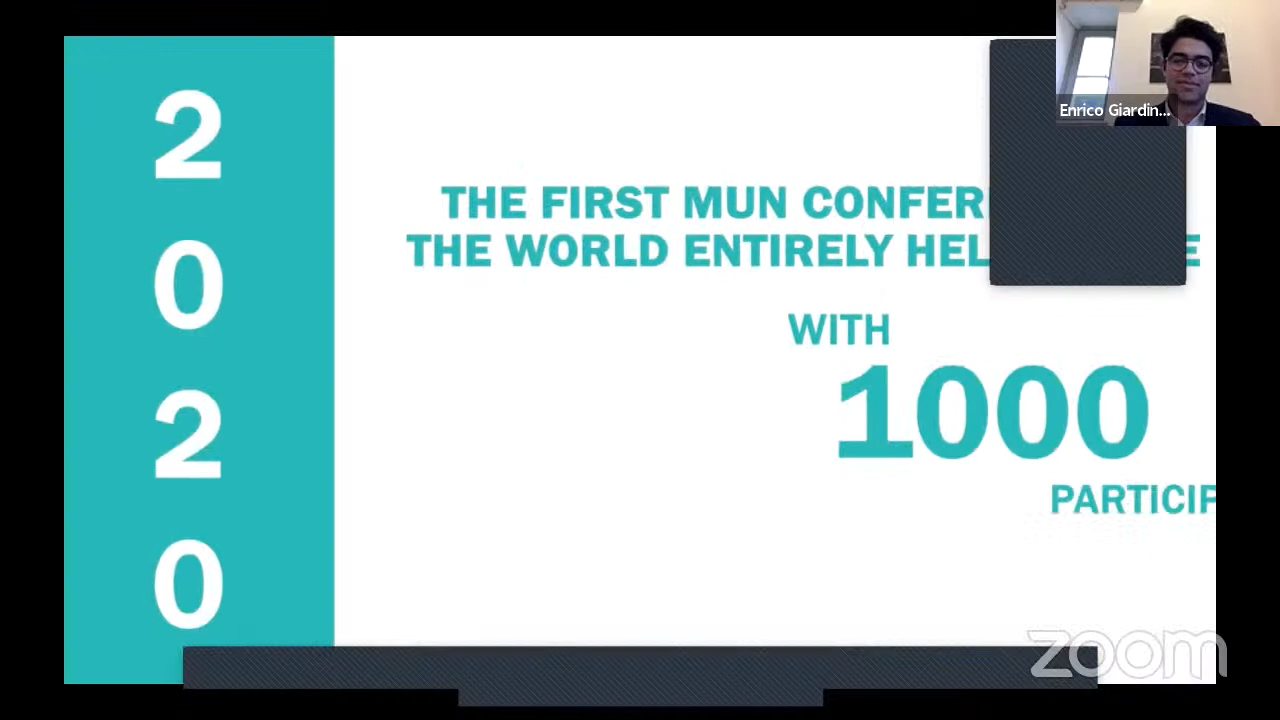 2
0
2
0
THE FIRST MUN CONFER
THE WORLD ENTIRELY HEL E
WITH
1000
PARTICIP
Enrico Giardin...
zoom